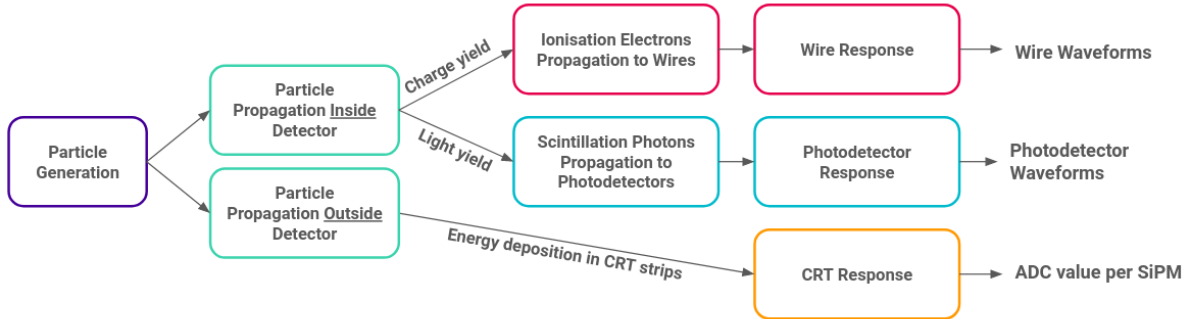 Particle
Generation
Particle
Propagation Inside
Detector
Particle
Propagation Outside
Detector
Charge yield
Light yield
Energy deposition in CRT strips
Ionisation Electrons
Propagation to Wires
Wire Response
Wire Waveforms
Scintillation Photons
Propagation to
Photodetectors
Photodetector
Response
Photodetector
Waveforms
CRT Response
ADC value per SiPM